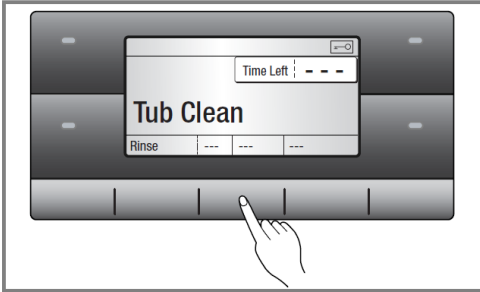 Time Left - - -
Tub Clean
Rinse --- --- ---